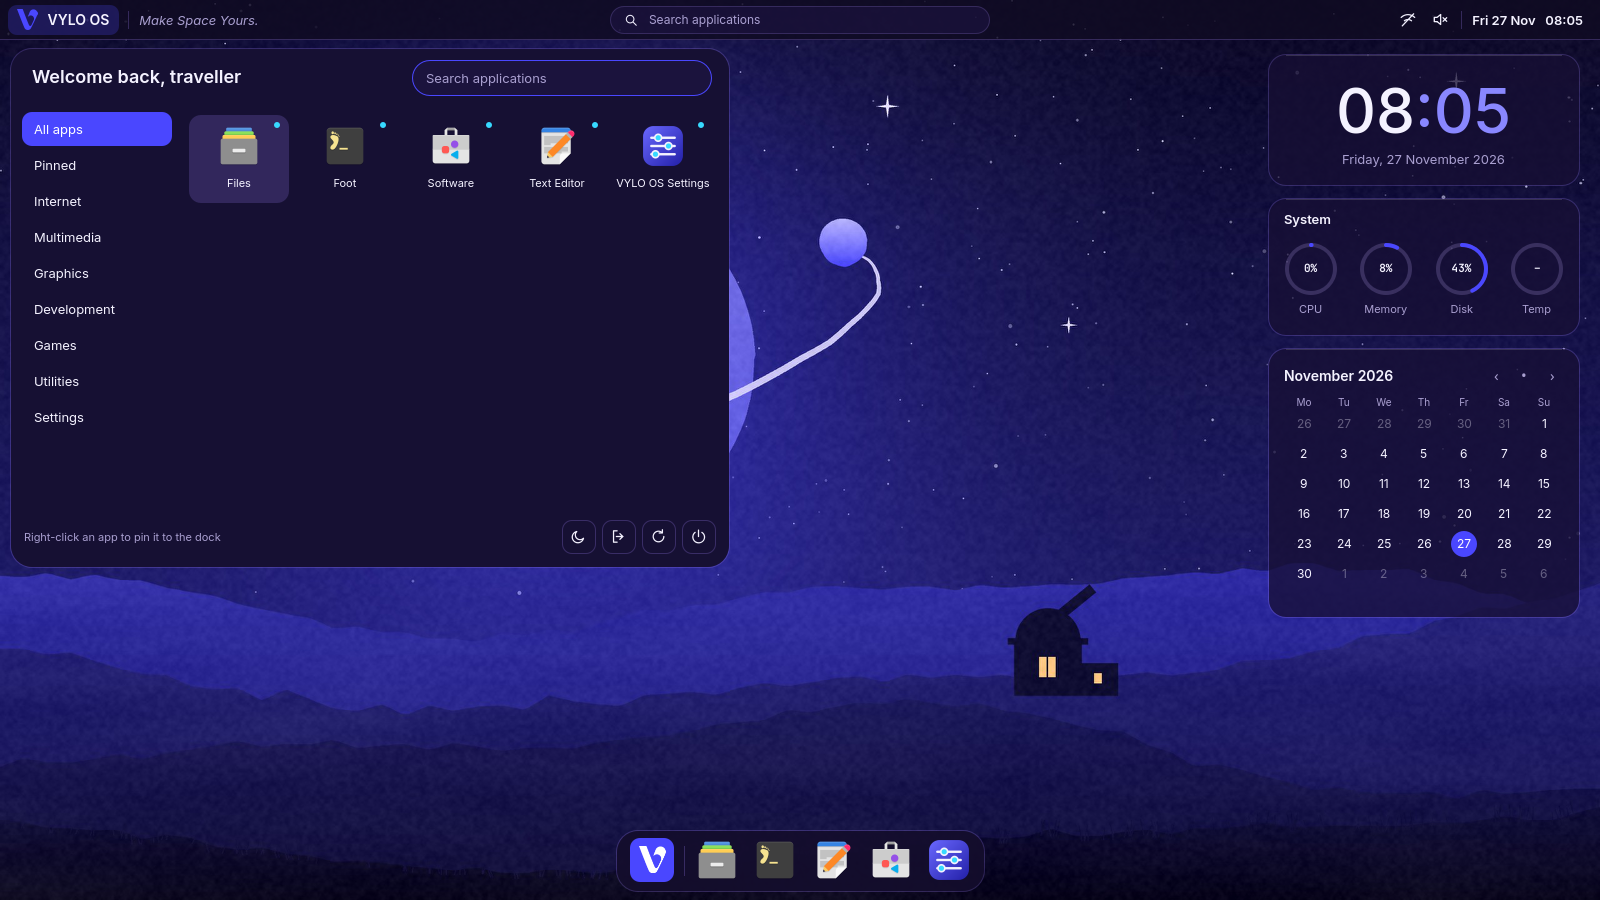 VYLO OS
Make Space Yours.
Search applications
Fri 27 Nov 08:05
Welcome back, traveller
Search applications
All apps
Pinned
Internet
Multimedia
Graphics
Development
Games
Utilities
Settings
Files
Foot
Software
Text Editor
VYLO OS Settings
Right-click an app to pin it to the dock
08:05
Friday, 27 November 2026
System
0% 8% 43% –
CPU Memory Disk Temp
November 2026
Mo Tu We Th Fr Sa Su
26 27 28 29 30 31 1
2 3 4 5 6 7 8
9 10 11 12 13 14 15
16 17 18 19 20 21 22
23 24 25 26 27 28 29
30 1 2 3 4 5 6